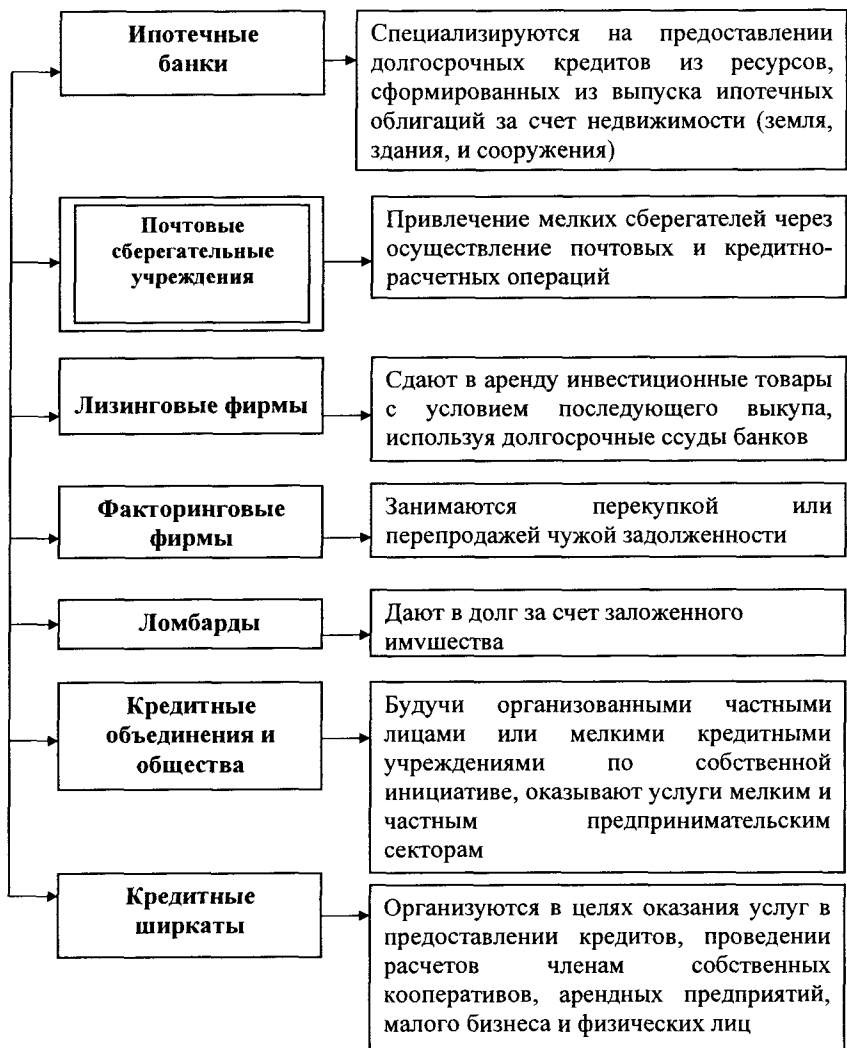 Ипотечные
банки
Специализируются на предоставлении
долгосрочных кредитов из ресурсов,
сформированных из выпуска ипотечных
облигаций за счет недвижимости (земля,
здания, и сооружения)
Почтовые
сберегательные
учреждения
Привлечение мелких сберегателей через
осуществление почтовых и кредитно-
расчетных операций
Лизинговые фирмы
Сдают в аренду инвестиционные товары
с условием последующего выкупа,
используя долгосрочные ссуды банков
Факторинговые
фирмы
Занимаются перекупкой или
перепродажей чужой задолженности
Ломбарды
Дают в долг за счет заложенного
имущества
Кредитные
объединения и
общества
Будучи организованными частными
лицами или мелкими кредитными
учреждениями по собственной
инициативе, оказывают услуги мелким и
частным предпринимательским
секторам
Кредитные
ширкаты
Организуются в целях оказания услуг в
предоставлении кредитов, проведении
расчетов членам собственных
кооперативов, арендных предприятий,
малого бизнеса и физических лиц